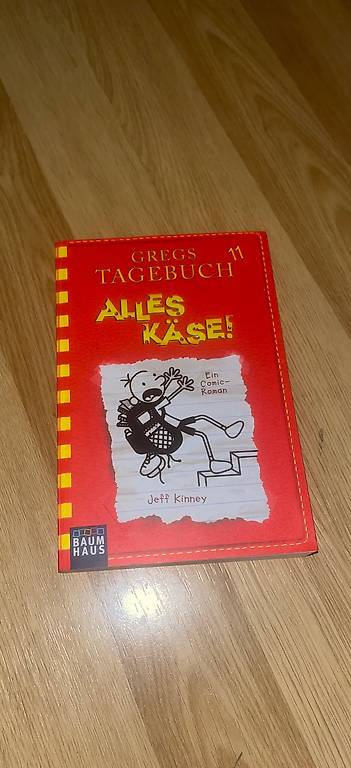 GREGS 11
TAGEBUCH
ALLES
KÄSE!
Ein
Comic-
Roman
Jeff Kinney
BAUM
HAUS